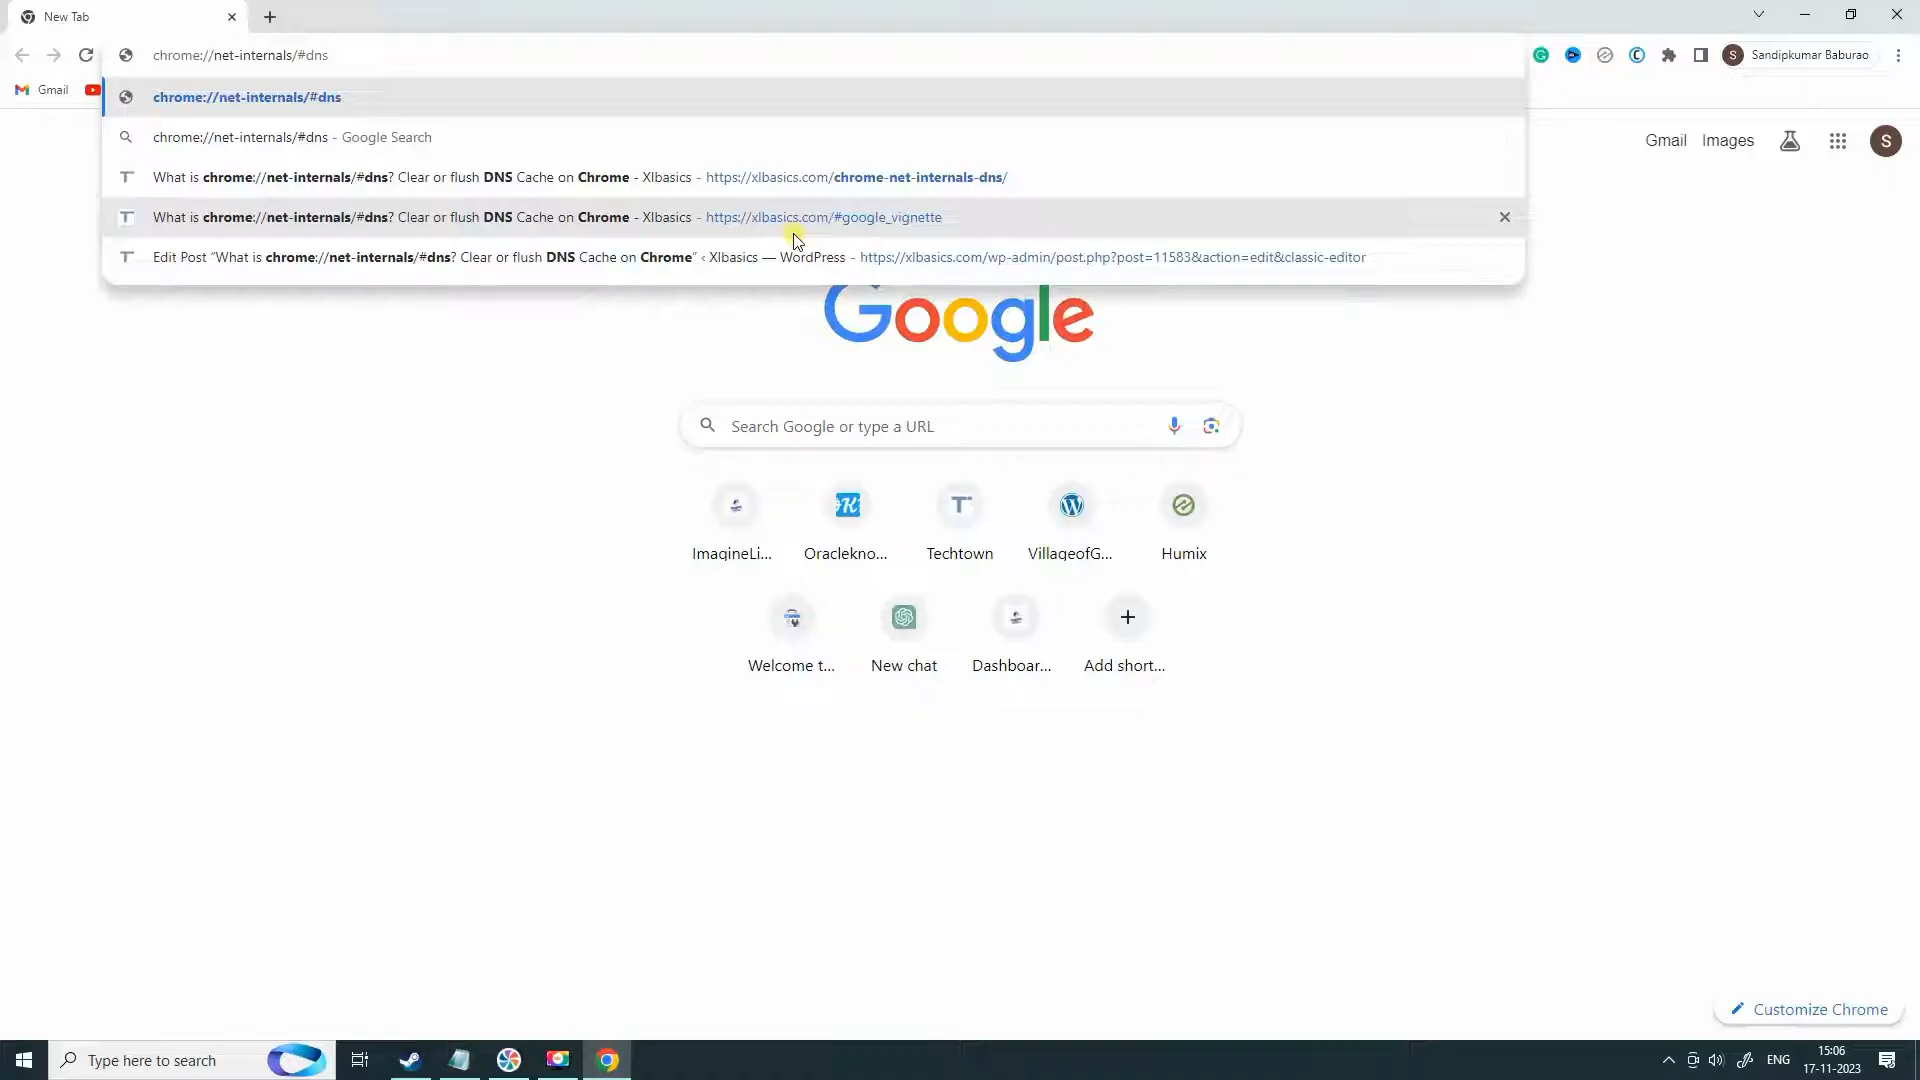 New Tab
chrome://net-internals/#dns
Sandipkumar Baburao
Gmail
chrome://net-internals/#dns
chrome://net-internals/#dns - Google Search
What is chrome://net-internals/#dns? Clear or flush DNS Cache on Chrome - Xlbasics - https://xlbasics.com/chrome-net-internals-dns/
What is chrome://net-internals/#dns? Clear or flush DNS Cache on Chrome - Xlbasics - https://xlbasics.com/#google_vignette
Edit Post "What is chrome://net-internals/#dns? Clear or flush DNS Cache on Chrome" ‹ Xlbasics — WordPress - https://xlbasics.com/wp-admin/post.php?post=11583&action=edit&classic-editor
Gmail Images S
Google
Search Google or type a URL
ImagineLi... Oraclekno... Techtown VillageofG... Humix
Welcome t... New chat Dashboar... Add short...
Customize Chrome
Type here to search
ENG
15:06
17-11-2023